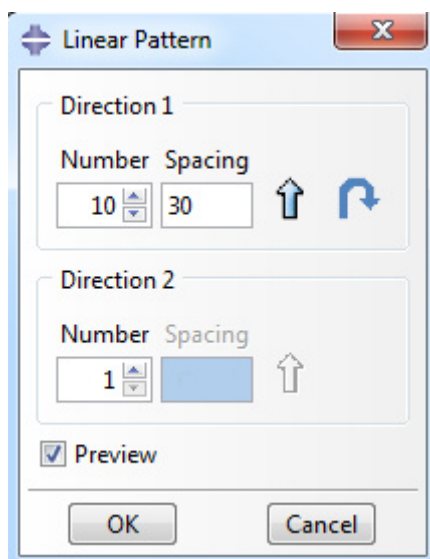 Linear Pattern
Direction 1
Number Spacing
10 30
Direction 2
Number Spacing
1
Preview
OK Cancel